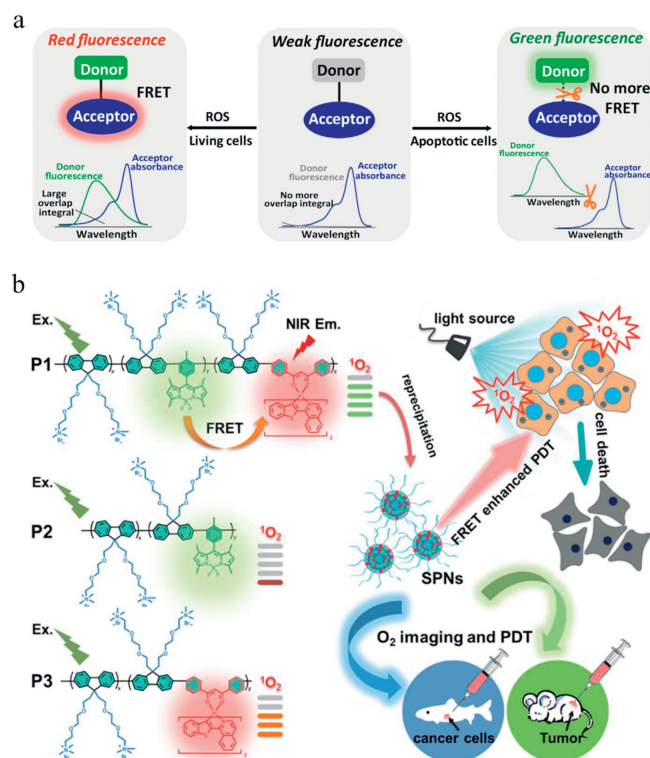 a
Red fluorescence
Donor
FRET
Acceptor
Donor fluorescence
Acceptor absorbance
Large overlap integral
Wavelength
ROS
Living cells
Weak fluorescence
Donor
Acceptor
Donor fluorescence
Acceptor absorbance
No more overlap integral
Wavelength
ROS
Apoptotic cells
Green fluorescence
Donor
No more FRET
Acceptor
Donor fluorescence
Acceptor absorbance
Wavelength
Wavelength
b
Ex.
P1
NIR Em.
FRET
¹O₂
Ex.
P2
¹O₂
Ex.
P3
¹O₂
reprecipitation
SPNs
FRET enhanced PDT
light source
¹O₂
¹O₂
cell death
O₂ imaging and PDT
cancer cells
Tumor